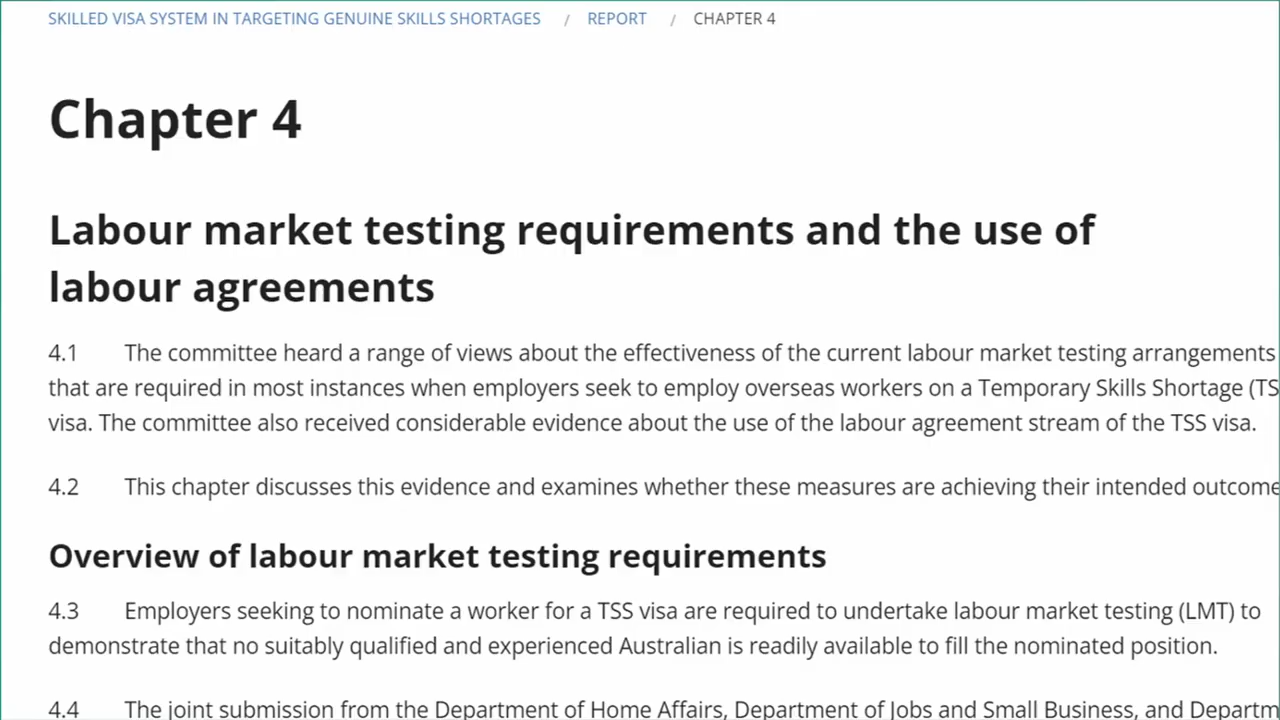 SKILLED VISA SYSTEM IN TARGETING GENUINE SKILLS SHORTAGES / REPORT / CHAPTER 4
Chapter 4
Labour market testing requirements and the use of
labour agreements
4.1 The committee heard a range of views about the effectiveness of the current labour market testing arrangements
that are required in most instances when employers seek to employ overseas workers on a Temporary Skills Shortage (TS
visa. The committee also received considerable evidence about the use of the labour agreement stream of the TSS visa.
4.2 This chapter discusses this evidence and examines whether these measures are achieving their intended outcome
Overview of labour market testing requirements
4.3 Employers seeking to nominate a worker for a TSS visa are required to undertake labour market testing (LMT) to
demonstrate that no suitably qualified and experienced Australian is readily available to fill the nominated position.
4.4 The joint submission from the Department of Home Affairs, Department of Jobs and Small Business, and Departm